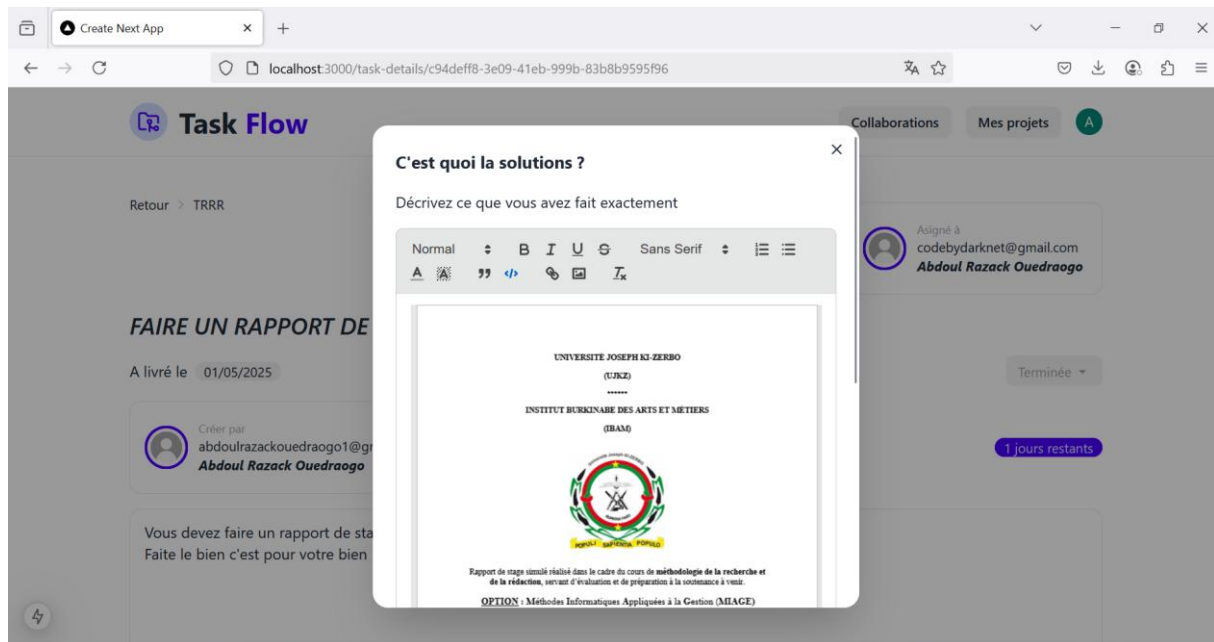 Create Next App
localhost:3000/task-details/c94deff8-3e09-41eb-999b-83b8b9595f96
Task Flow
Collaborations
Mes projets
A
C'est quoi la solutions ?
Décrivez ce que vous avez fait exactement
Retour > TRRR
Asigné à
codebydarknet@gmail.com
Abdoul Razack Ouedraogo
Normal
Sans Serif
UNIVERSITÉ JOSEPH KI-ZERBO
(UJKZ)
------
INSTITUT BURKINABE DES ARTS ET MÉTIERS
(IBAM)
POPULI SAPIENTIA POPULO
Rapport de stage simulé réalisé dans le cadre du cours de méthodologie de la recherche et
de la rédaction, servant d'évaluation et de préparation à la soutenance à venir.
OPTION : Méthodes Informatiques Appliquées à la Gestion (MIAGE)
FAIRE UN RAPPORT DE
A livré le 01/05/2025
Terminée
Créer par
abdoulrazackouedraogo1@g
Abdoul Razack Ouedraogo
1 jours restants
Vous devez faire un rapport de sta
Faite le bien c'est pour votre bien